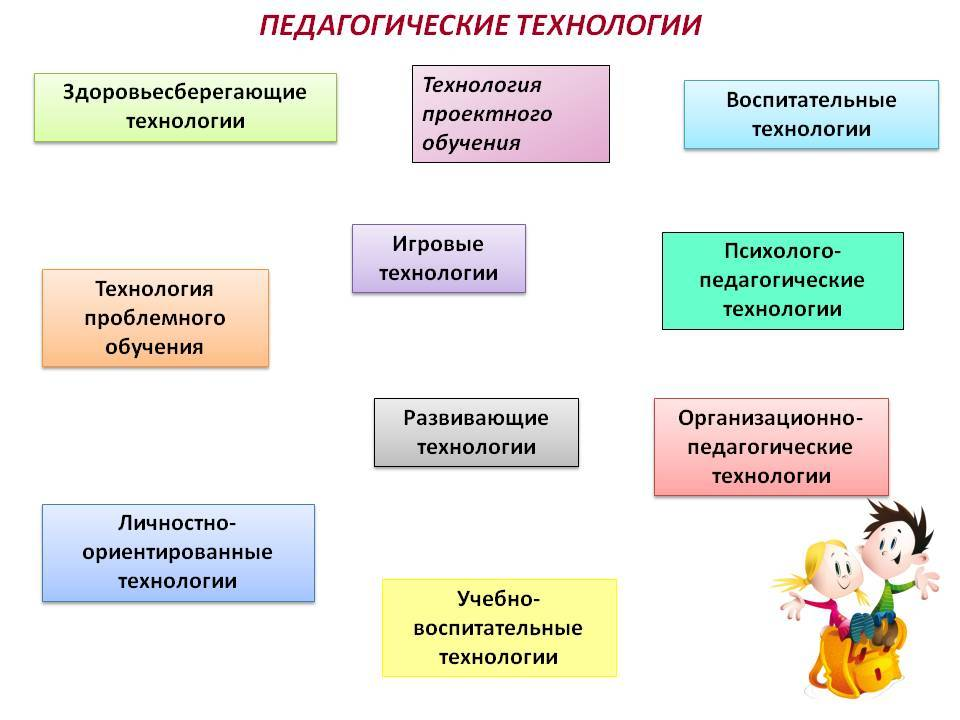 ПЕДАГОГИЧЕСКИЕ ТЕХНОЛОГИИ
Здоровьесберегающие
технологии
Технология
проектного
обучения
Воспитательные
технологии
Игровые
технологии
Психолого-
педагогические
технологии
Технология
проблемного
обучения
Развивающие
технологии
Организационно-
педагогические
технологии
Личностно-
ориентированные
технологии
Учебно-
воспитательные
технологии